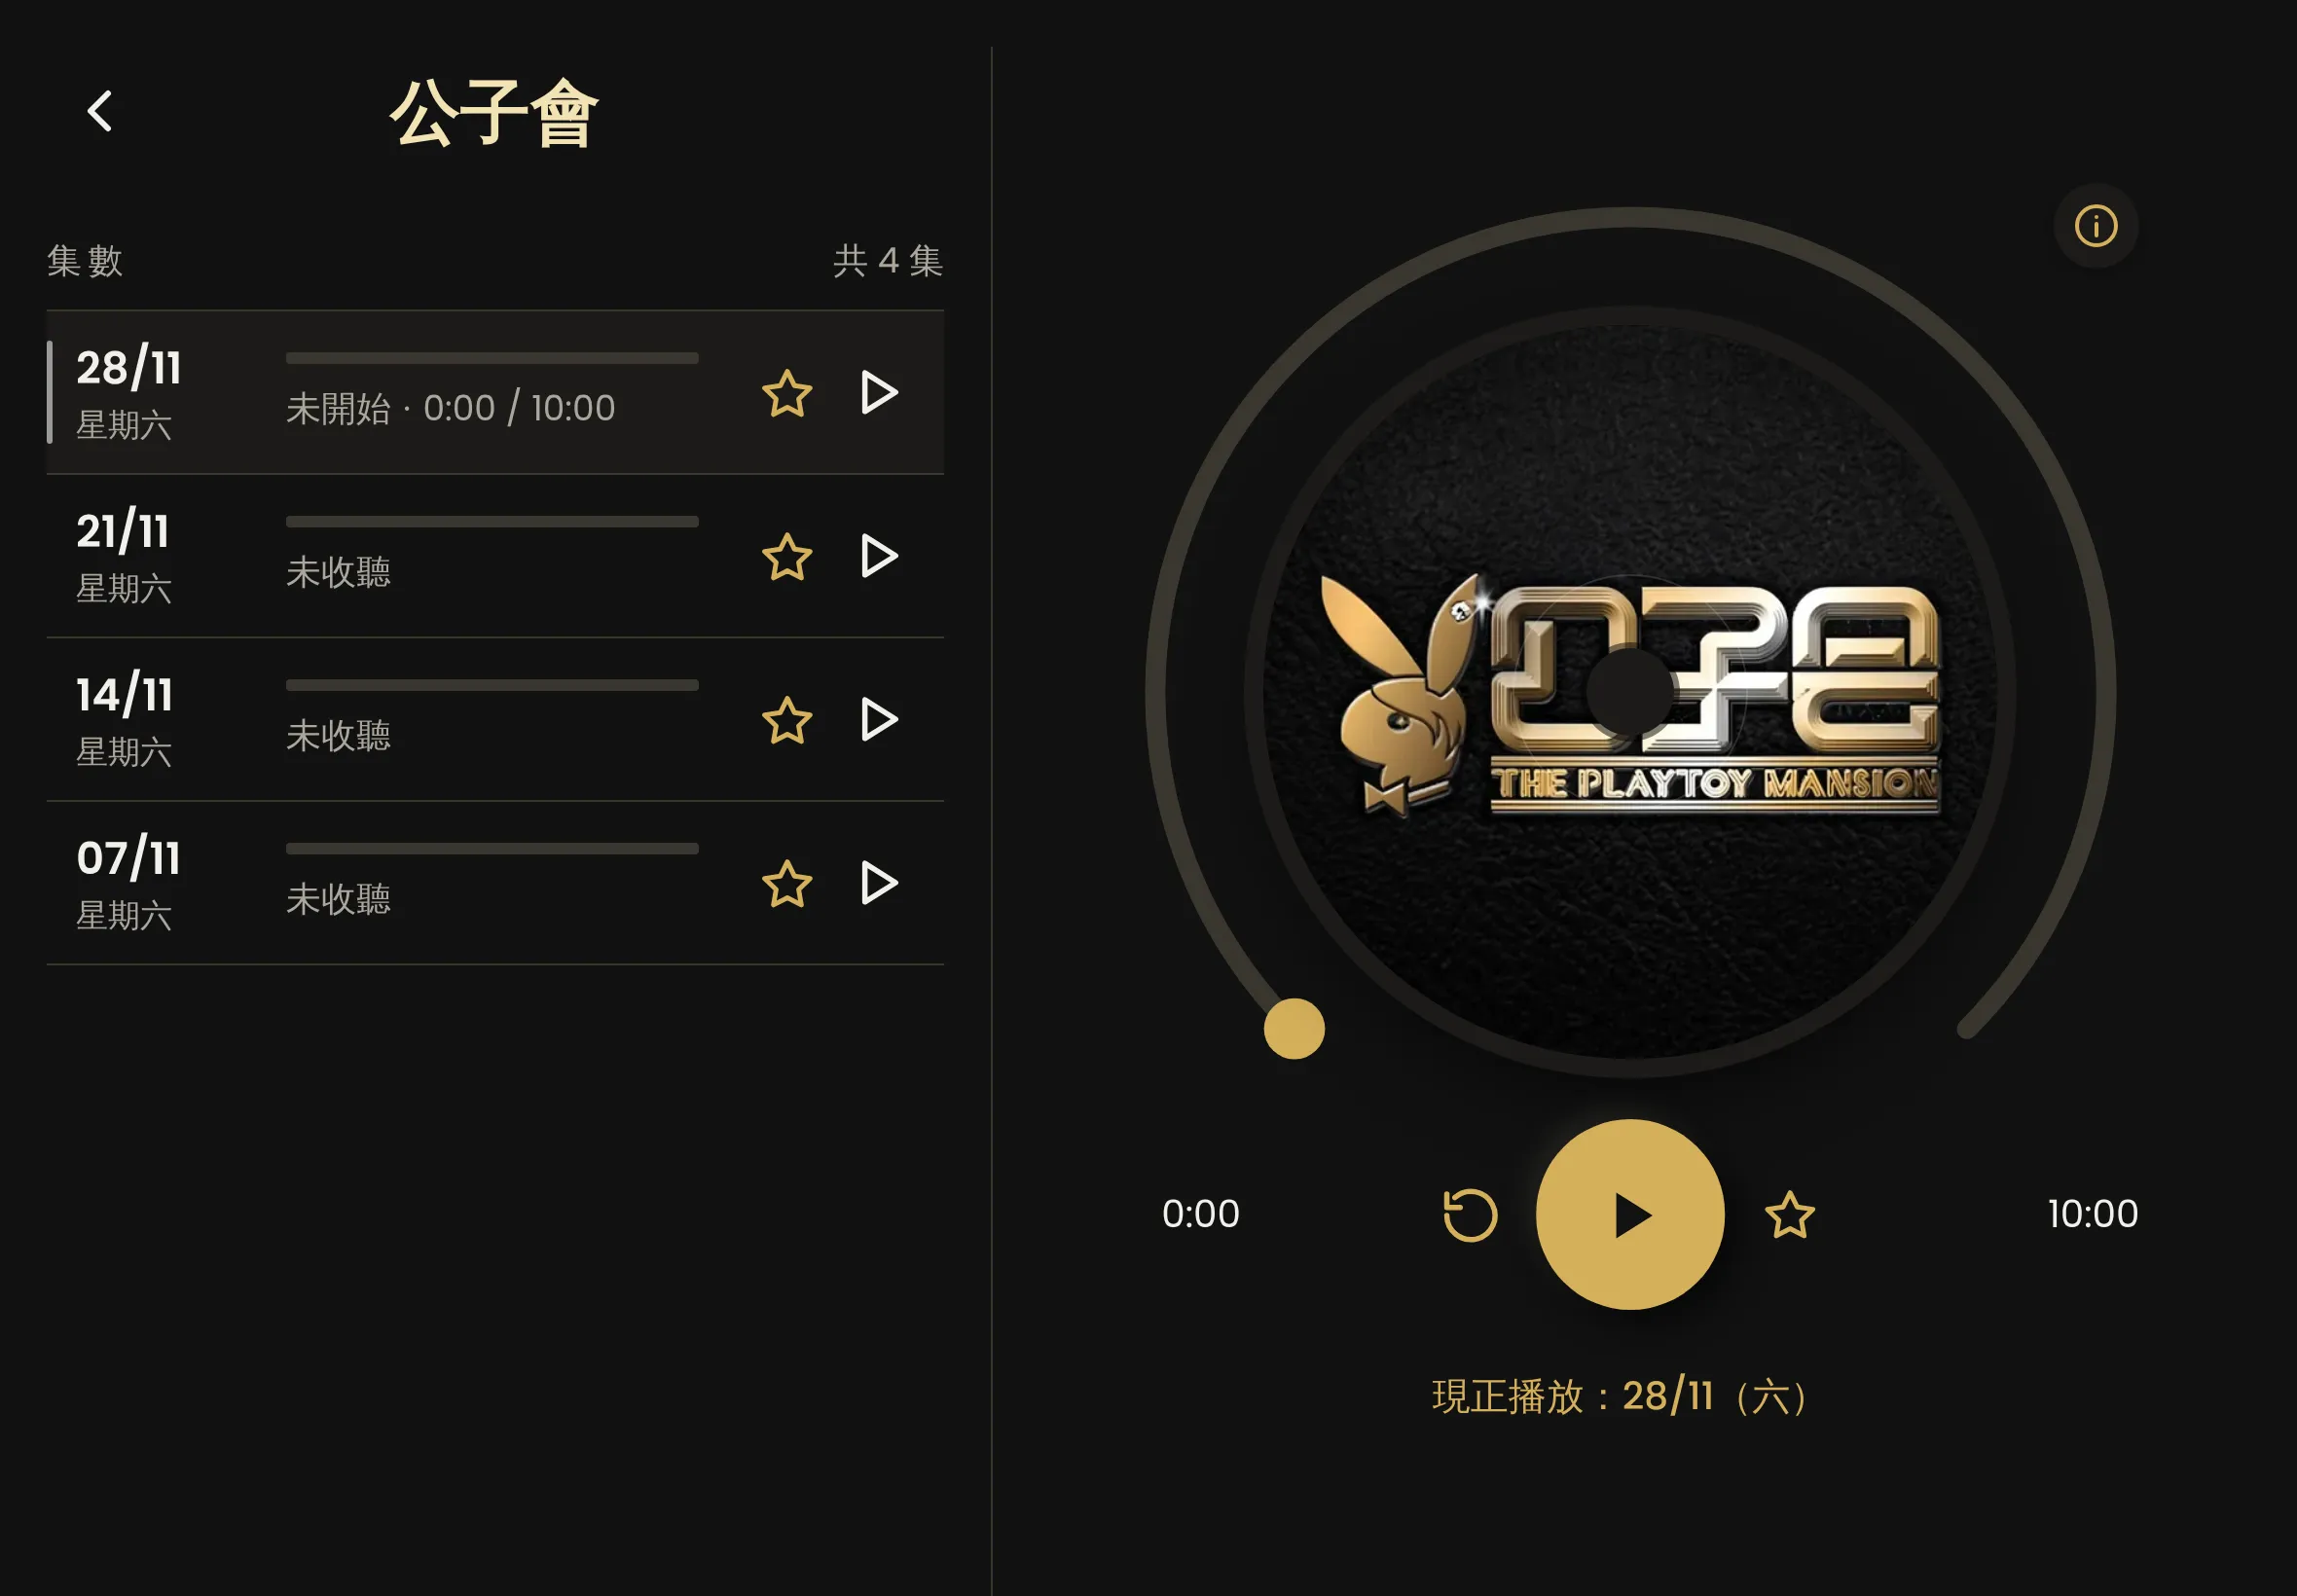 公子會
集數
共 4 集
28/11
星期六
未開始 · 0:00 / 10:00
21/11
星期六
未收聽
14/11
星期六
未收聽
07/11
星期六
未收聽
THE PLAYTOY MANSION
0:00
10:00
現正播放：28/11（六）